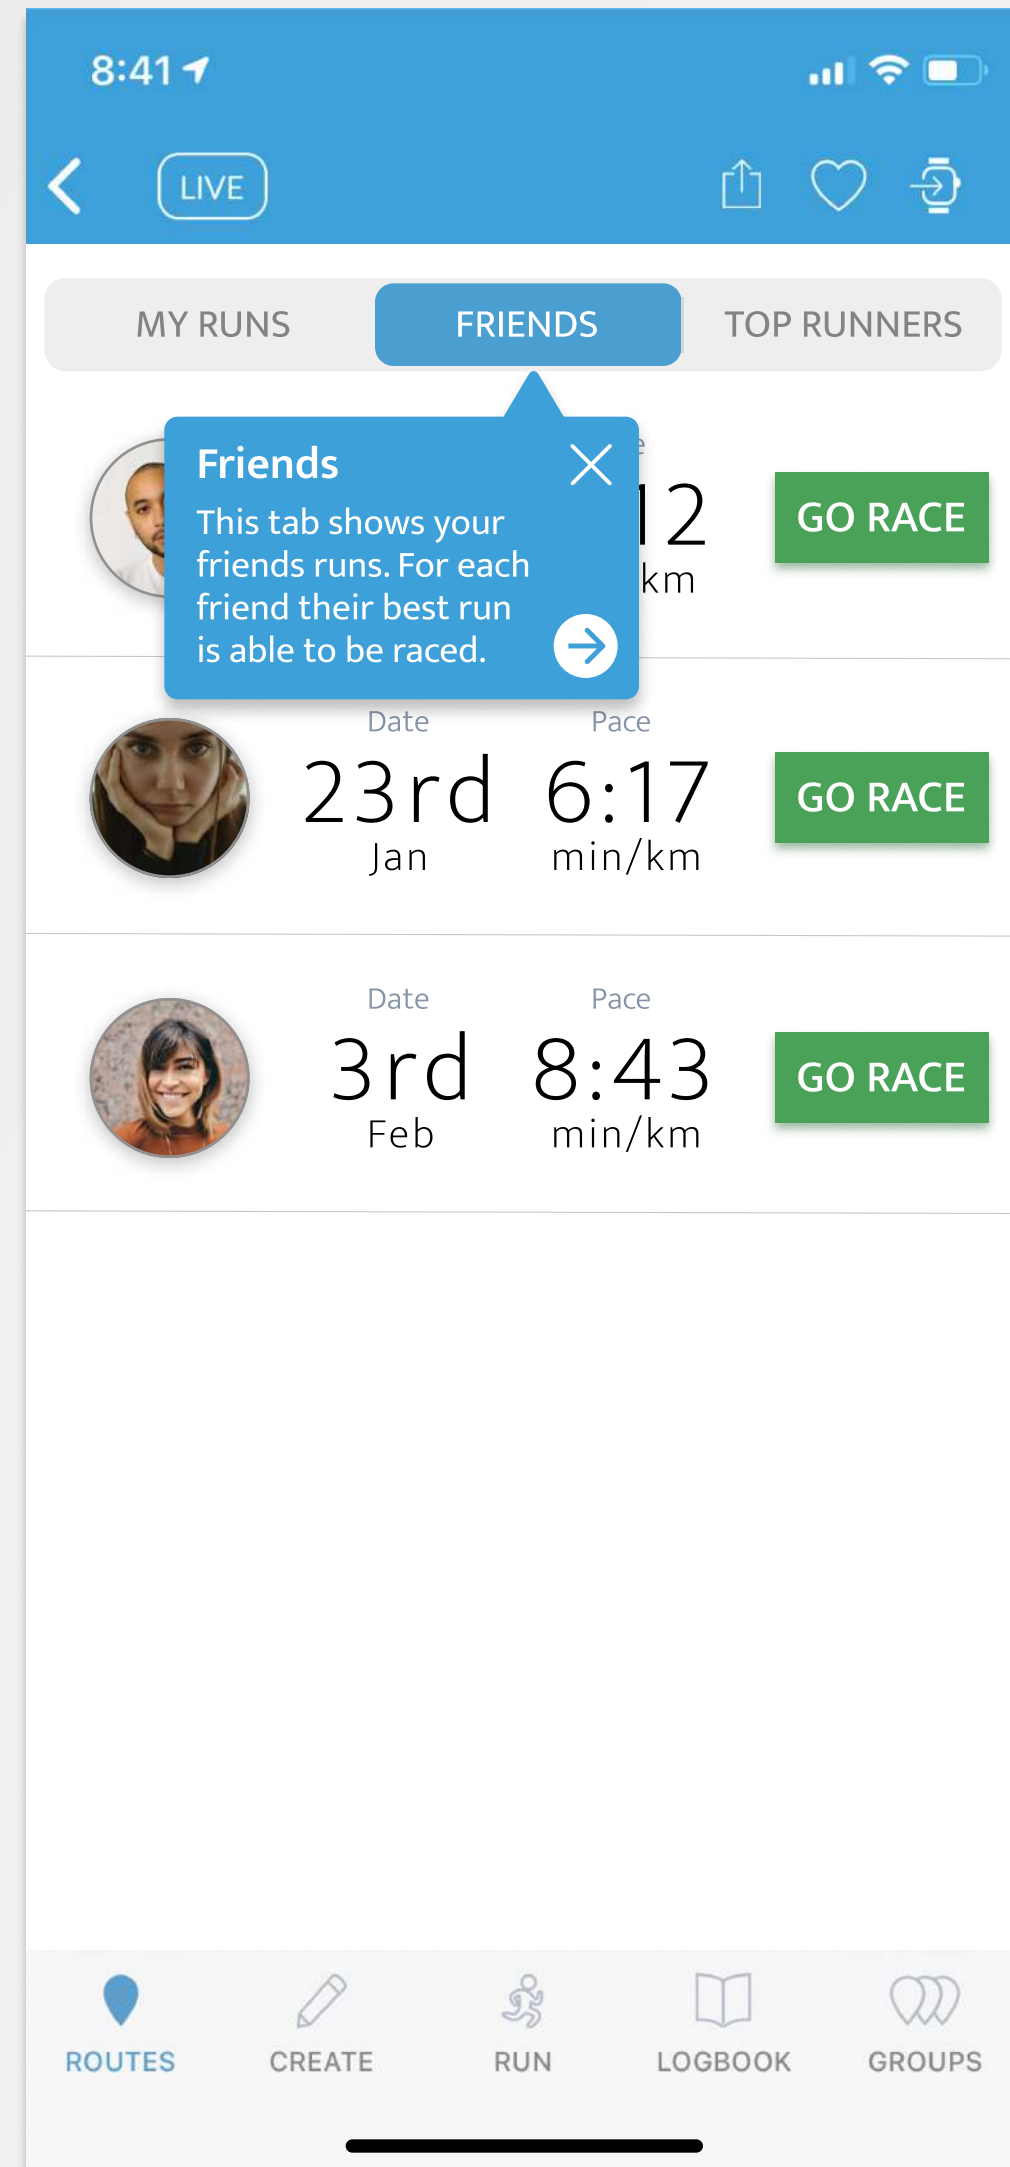 8:41
LIVE
MY RUNS FRIENDS TOP RUNNERS
Friends
This tab shows your
friends runs. For each
friend their best run
is able to be raced.
12
km
GO RACE
Date Pace
23rd 6:17
Jan min/km
GO RACE
Date Pace
3rd 8:43
Feb min/km
GO RACE
ROUTES CREATE RUN LOGBOOK GROUPS